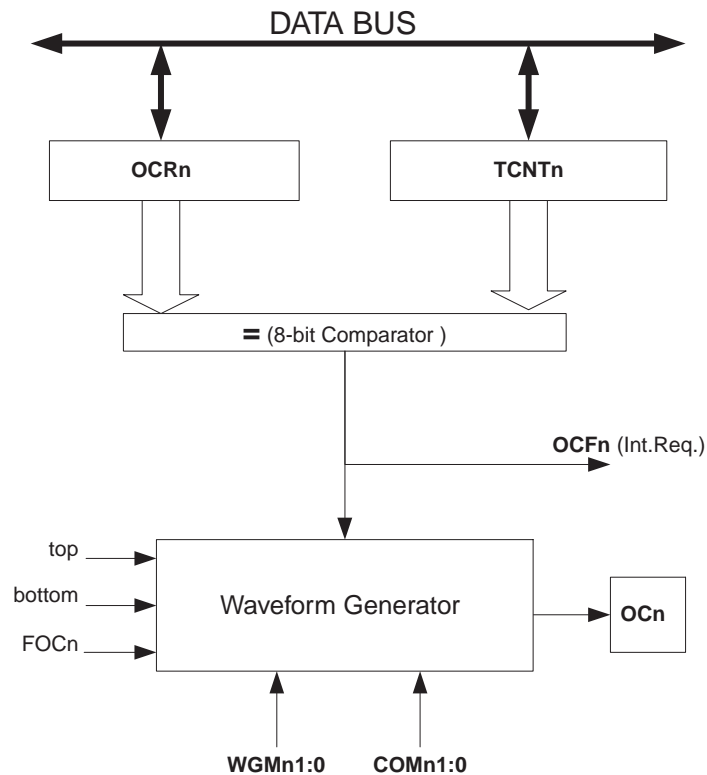 DATA BUS
OCRn
TCNTn
= (8-bit Comparator )
OCFn (Int.Req.)
top
bottom
FOCn
Waveform Generator
OCn
WGMn1:0
COMn1:0